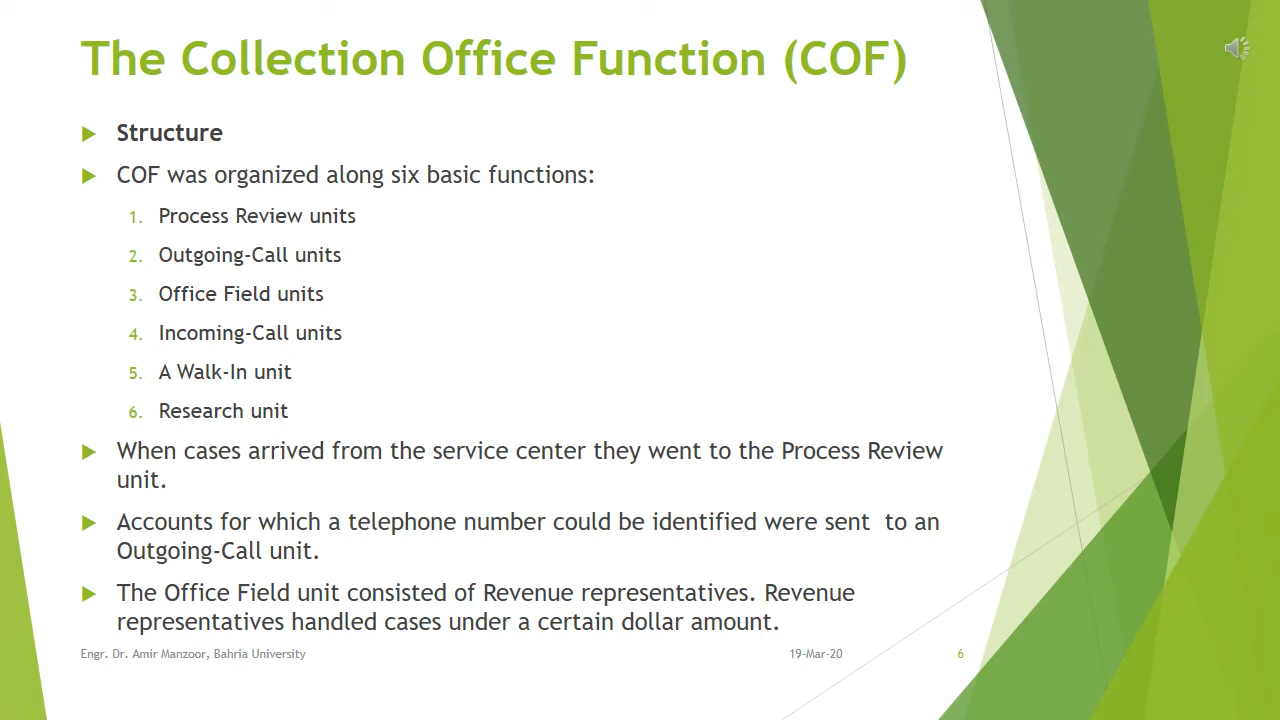 The Collection Office Function (COF)
Structure
COF was organized along six basic functions:
1. Process Review units
2. Outgoing-Call units
3. Office Field units
4. Incoming-Call units
5. A Walk-In unit
6. Research unit
When cases arrived from the service center they went to the Process Review
unit.
Accounts for which a telephone number could be identified were sent  to an
Outgoing-Call unit.
The Office Field unit consisted of Revenue representatives. Revenue
representatives handled cases under a certain dollar amount.
Engr. Dr. Amir Manzoor, Bahria University 19-Mar-20 6